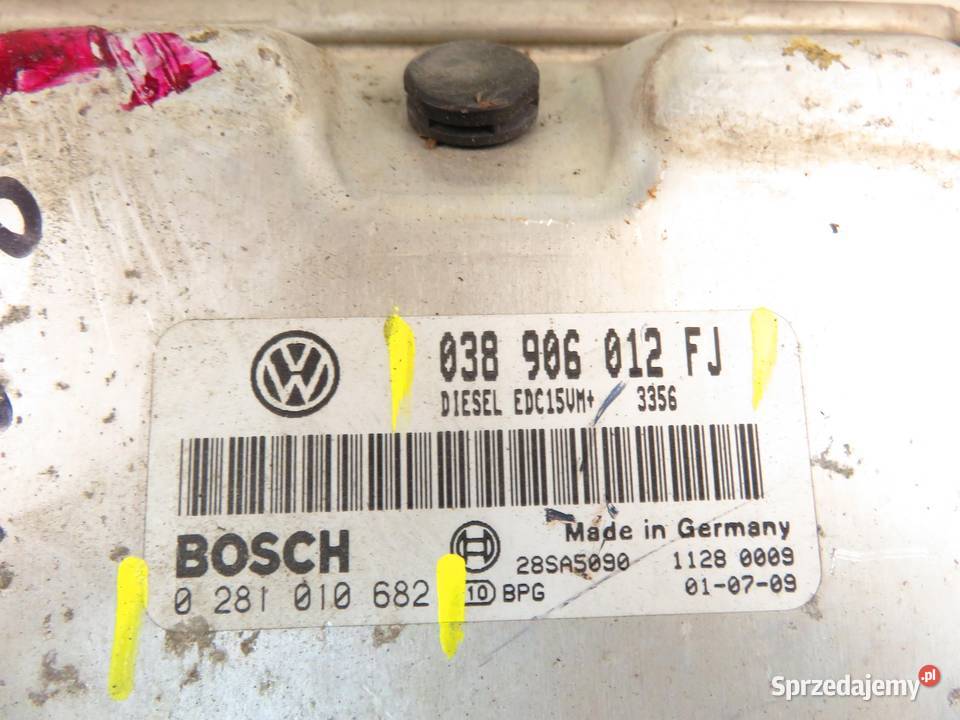 038 906 012 FJ
DIESEL EDC15VM+ 3356
BOSCH
Made in Germany
28SA5090 1128 0009
0 281 010 682
10 BPG
01-07-09
Sprzedajemy.pl